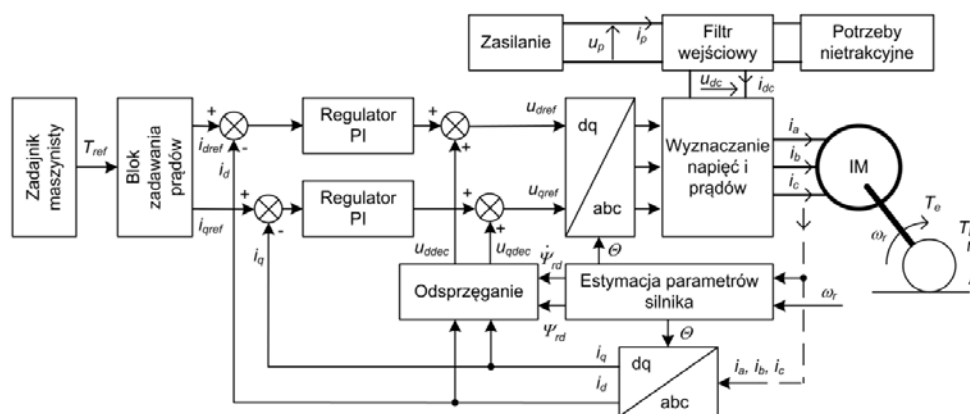 Zasilanie
u_p
i_p
Filtr
wejściowy
Potrzeby
nietrakcyjne
u_dc
i_dc
Zadajnik
maszynisty
T_ref
Blok
zadawania
prądów
+
i_dref
-
i_d
Regulator
PI
+
+
u_dref
dq
abc
Wyznaczanie
napięć i
prądów
i_a
i_b
i_c
IM
+
i_qref
-
i_q
Regulator
PI
+
+
u_qref
u_ddec
u_qdec
Ψ̇_rd
Θ
ω_r
T_e
Odsprzęganie
Estymacja parametrów
silnika
Ψ_rd
ω_r
Θ
i_q
i_d
dq
abc
i_a, i_b, i_c